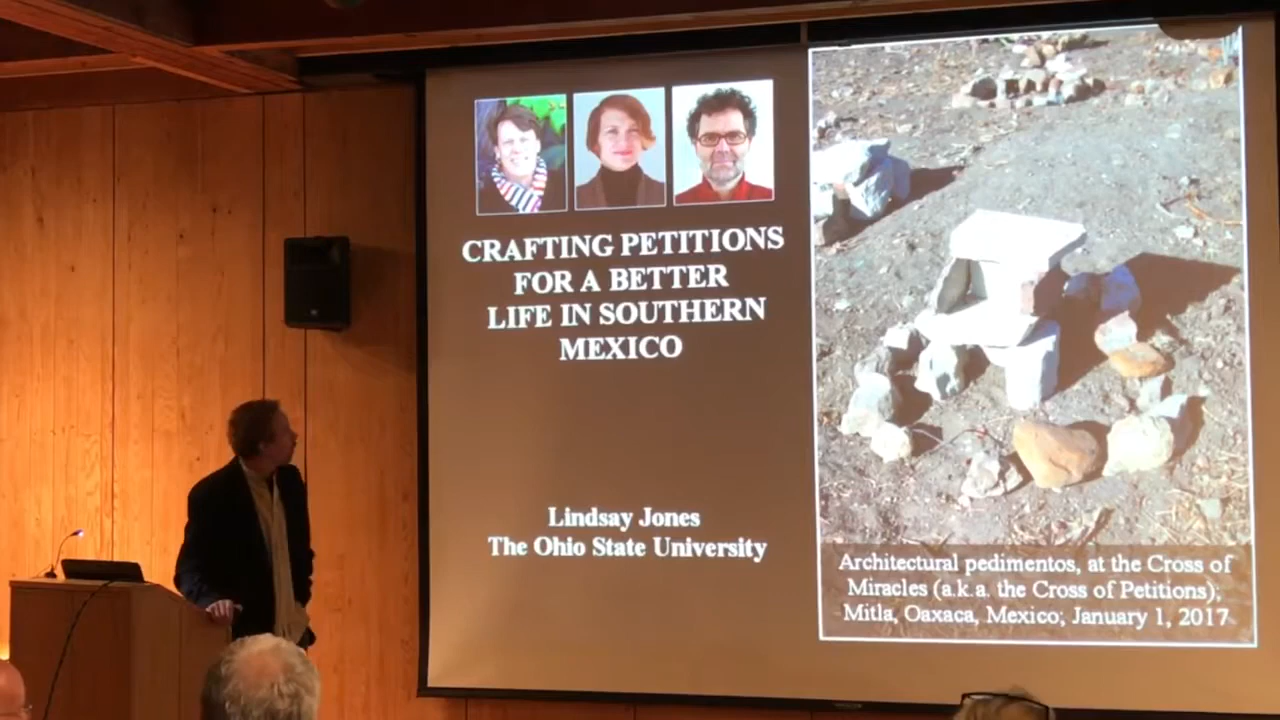 CRAFTING PETITIONS
FOR A BETTER
LIFE IN SOUTHERN
MEXICO
Lindsay Jones
The Ohio State University
Architectural pedimentos, at the Cross of
Miracles (a.k.a. the Cross of Petitions);
Mitla, Oaxaca, Mexico; January 1, 2017